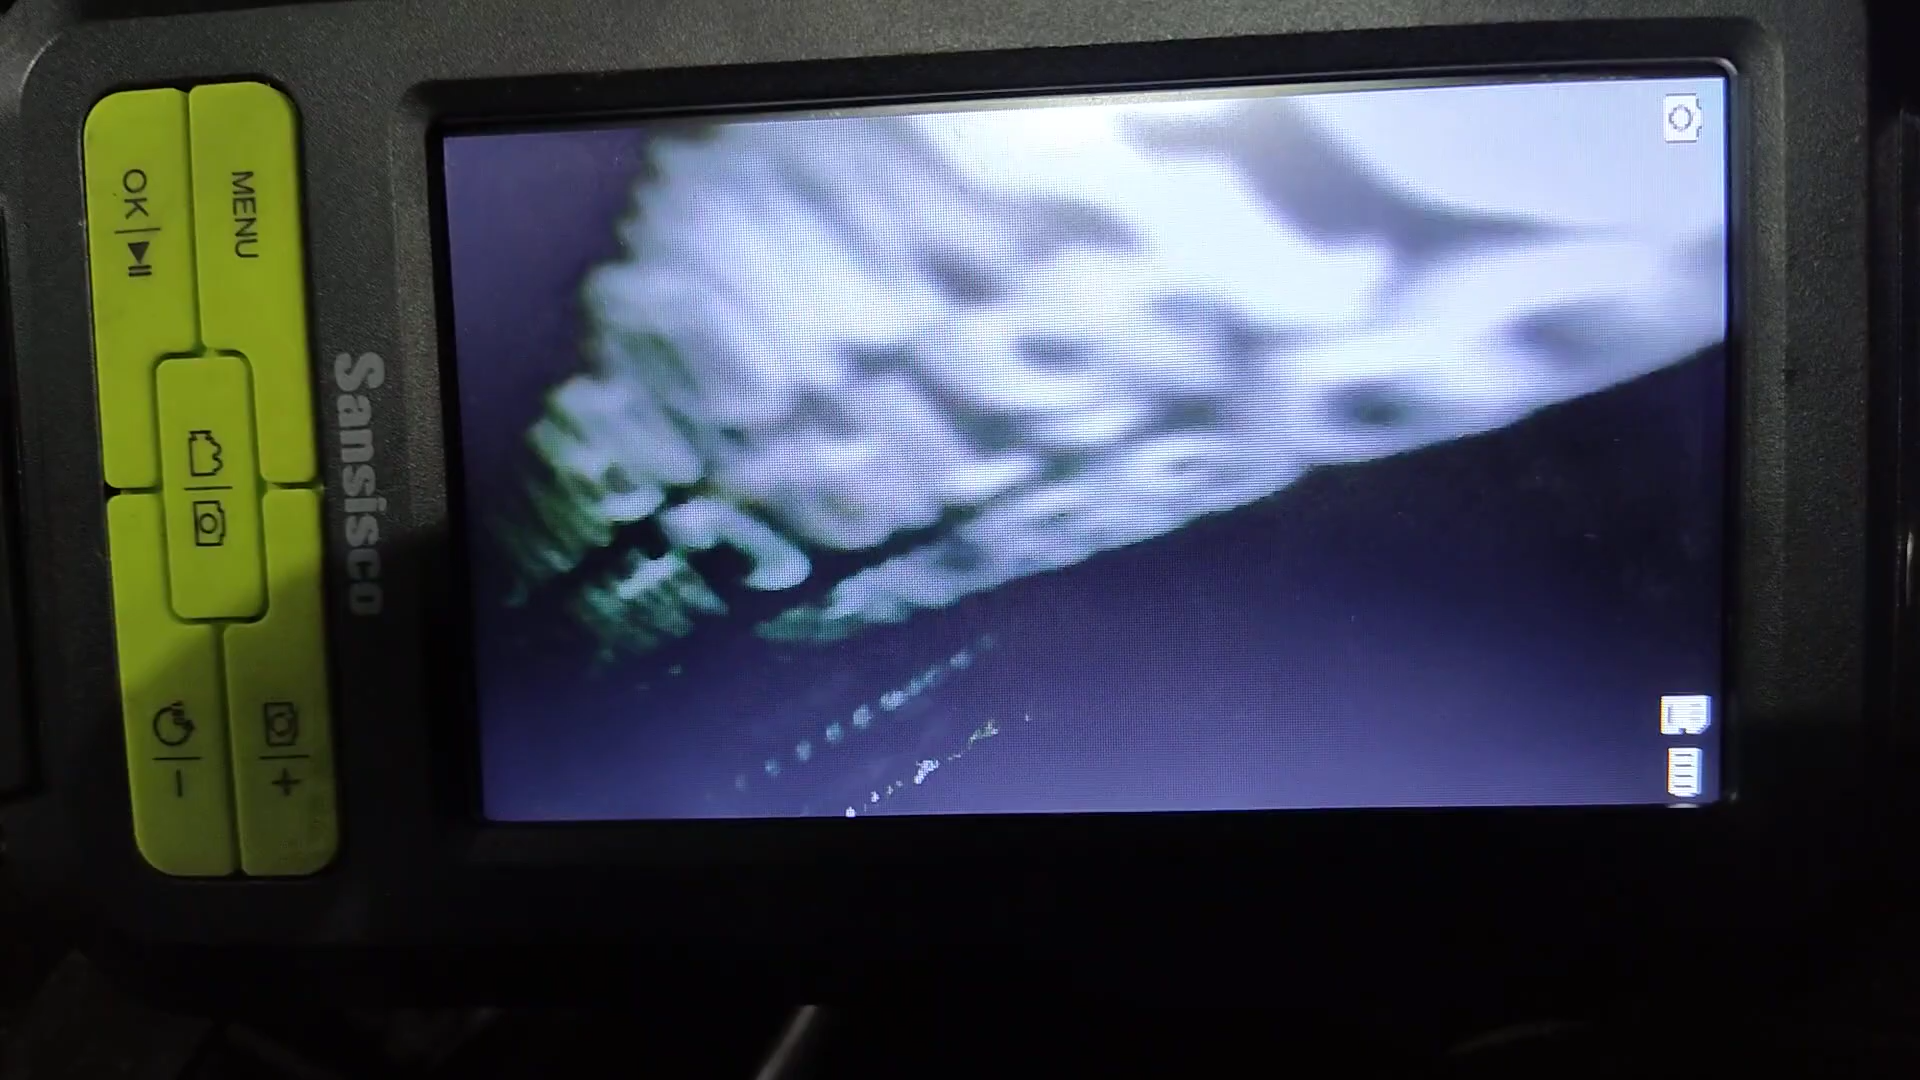 Sansisco
MENU
OK | ⏯
+
−